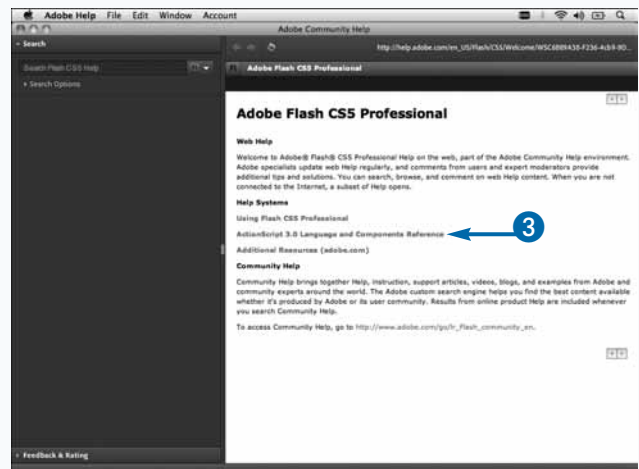 Adobe Help File Edit Window Account
Adobe Community Help
Search
http://help.adobe.com/en_US/Flash/CS5/Welcome/
Search Flash CS5 Help
Adobe Flash CS5 Professional
Search Options
Adobe Flash CS5 Professional
Web Help
Welcome to Adobe® Flash® CS5 Professional Help on the web, part of the Adobe Community Help environment.
Adobe specialists update web Help regularly, and comments from users and expert moderators provide
additional tips and solutions. You can search, browse, and comment on web Help content. When you are not
connected to the Internet, a subset of Help opens.
Help Systems
Using Flash CS5 Professional
ActionScript 3.0 Language and Components Reference
3
Additional Resources (adobe.com)
Community Help
Community Help brings together Help, instruction, support articles, videos, blogs, and examples from Adobe and
community experts around the world. The Adobe custom search engine helps you find the best content available
whether it's produced by Adobe or its user community. Results from online product Help are included whenever
you search Community Help.
To access Community Help, go to http://www.adobe.com/go/lr_Flash_community_en.
Feedback & Rating